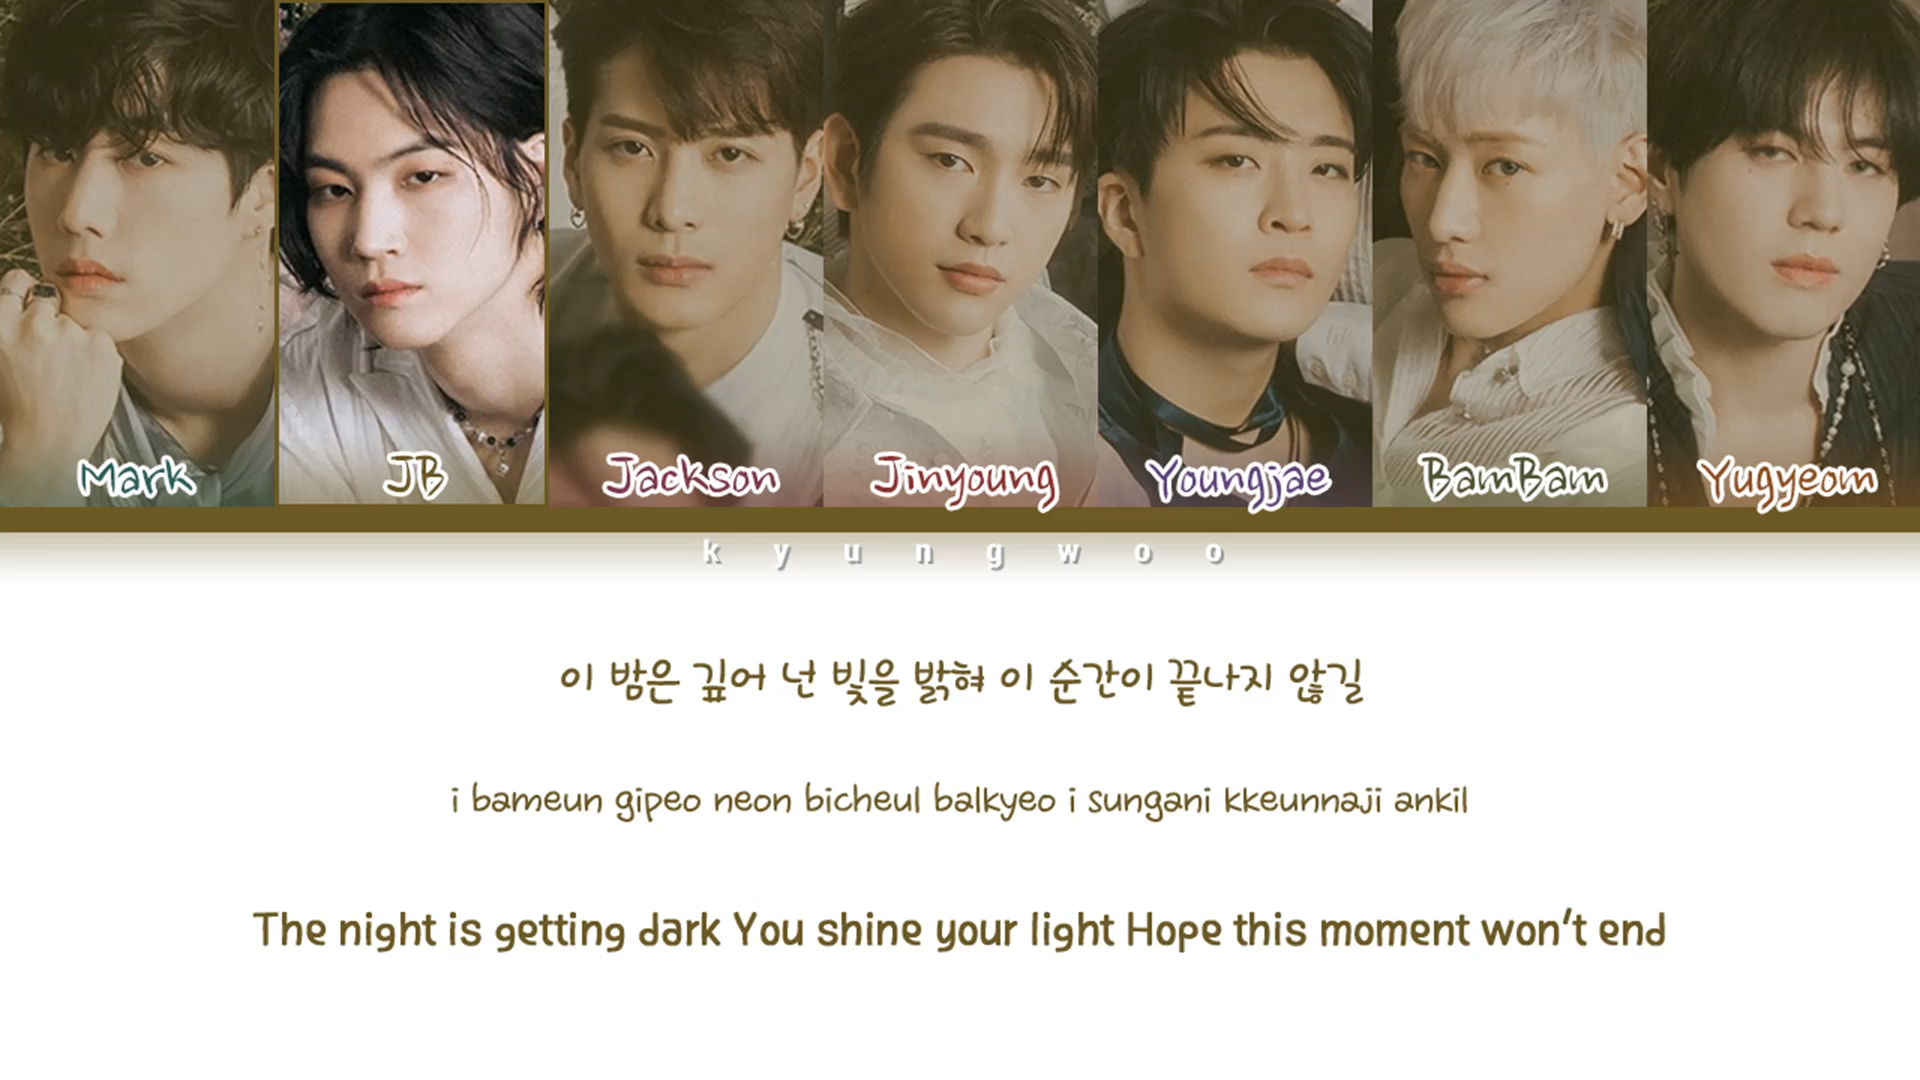 Mark JB Jackson Jinyoung Youngjae BamBam Yugyeom
kyungwoo
이 밤은 깊어 넌 빛을 밝혀 이 순간이 끝나지 않길
i bameun gipeo neon bicheul balkyeo i sungani kkeunnaji ankil
The night is getting dark You shine your light Hope this moment won't end